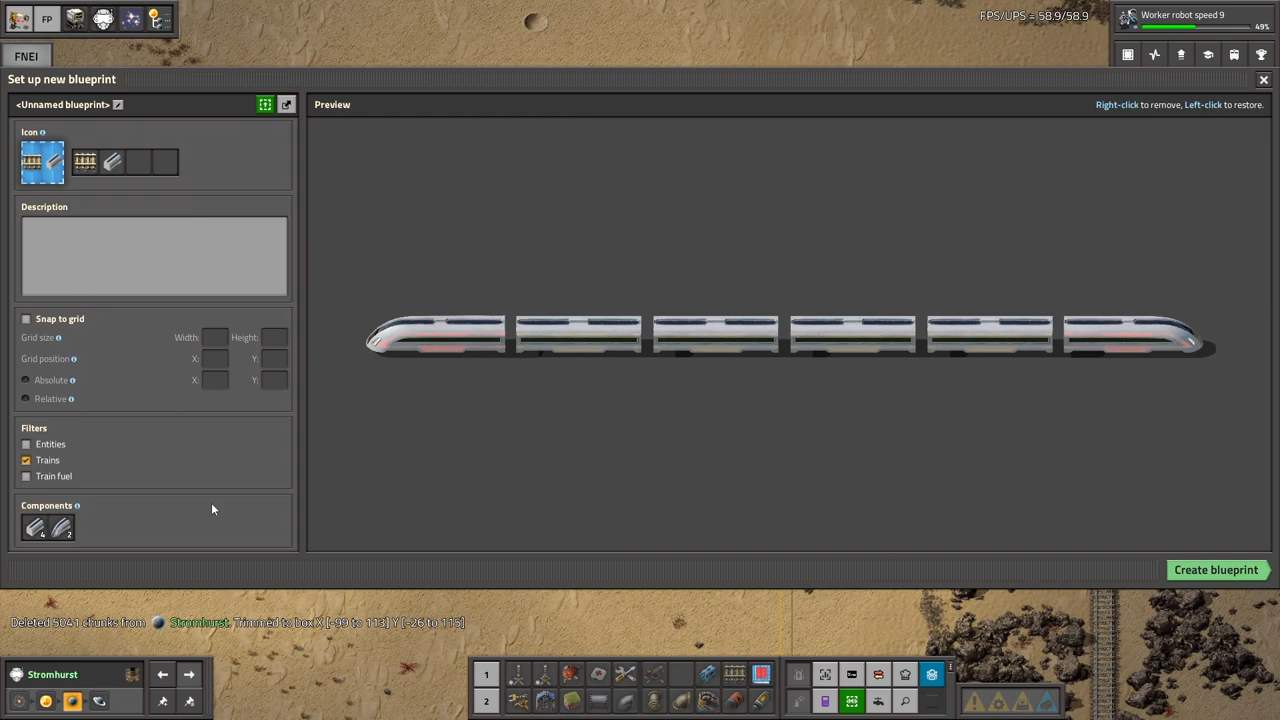 FP
FPS/UPS = 58.9/58.9
Worker robot speed 9
49%
FNEI
Set up new blueprint
<Unnamed blueprint>
Preview
Right-click to remove, Left-click to restore.
Icon
Description
Snap to grid
Grid size Width: Height:
Grid position X: Y:
Absolute X: Y:
Relative
Filters
Entities
Trains
Train fuel
Components
4 2
Create blueprint
Deleted 5041 chunks from Stromhurst. Trimmed to box X [-99 to 113] Y [-26 to 115]
Stromhurst
1
2